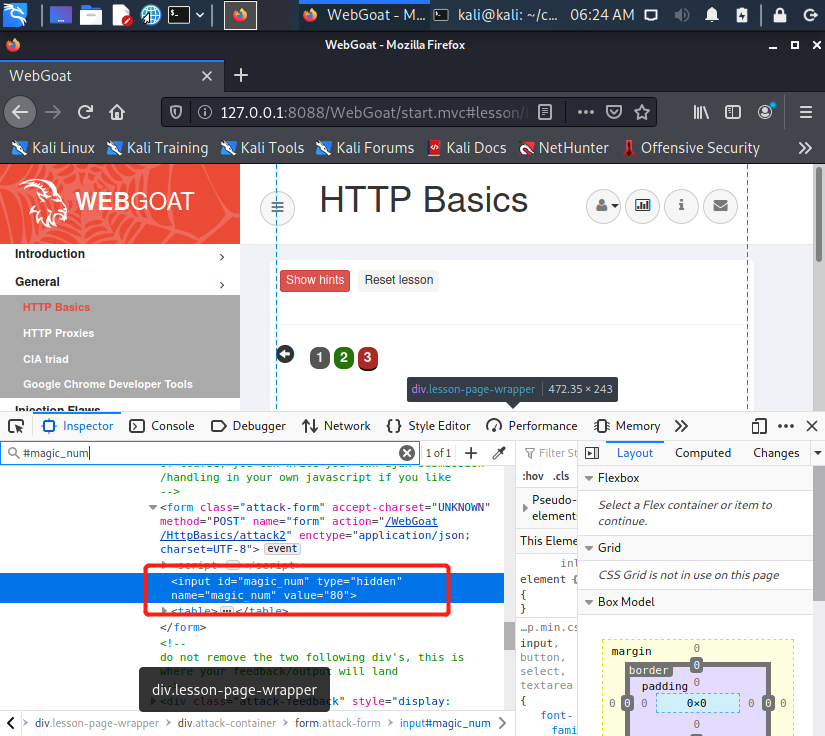 WebGoat - M...
kali@kali: ~/c...
06:24 AM
WebGoat - Mozilla Firefox
WebGoat
127.0.0.1:8088/WebGoat/start.mvc#lesson/
Kali Linux
Kali Training
Kali Tools
Kali Forums
Kali Docs
NetHunter
Offensive Security
WEBGOAT
HTTP Basics
Introduction
General
HTTP Basics
HTTP Proxies
CIA triad
Google Chrome Developer Tools
Injection Flaws
Show hints
Reset lesson
1 2 3
div.lesson-page-wrapper
472.35 × 243
Inspector
Console
Debugger
Network
Style Editor
Performance
Memory
#magic_num
1 of 1
/handling in your own javascript if you like
-->
<form class="attack-form" accept-charset="UNKNOWN"
method="POST" name="form" action="/WebGoat
/HttpBasics/attack2" enctype="application/json;
charset=UTF-8"> event
<script> ... </script>
<input id="magic_num" type="hidden"
name="magic_num" value="80">
<table> ... </table>
</form>
<!--
do not remove the two following div's, this is
where your feedback/output will land
-->
<div class="attack-feedback" style="display:
div.lesson-page-wrapper
div.lesson-page-wrapper
div.attack-container
form.attack-form
input#magic_num
Filter St
:hov .cls
Pseudo-
elements
This Eleme
element {
{
}
...p.min.cs
input,
button,
select,
textarea
{
font-
fami
Layout
Computed
Changes
Flexbox
Select a Flex container or item to
continue.
Grid
CSS Grid is not in use on this page
Box Model
margin
0
border
0
padding
0
0 0 0 0×0 0 0 0
0